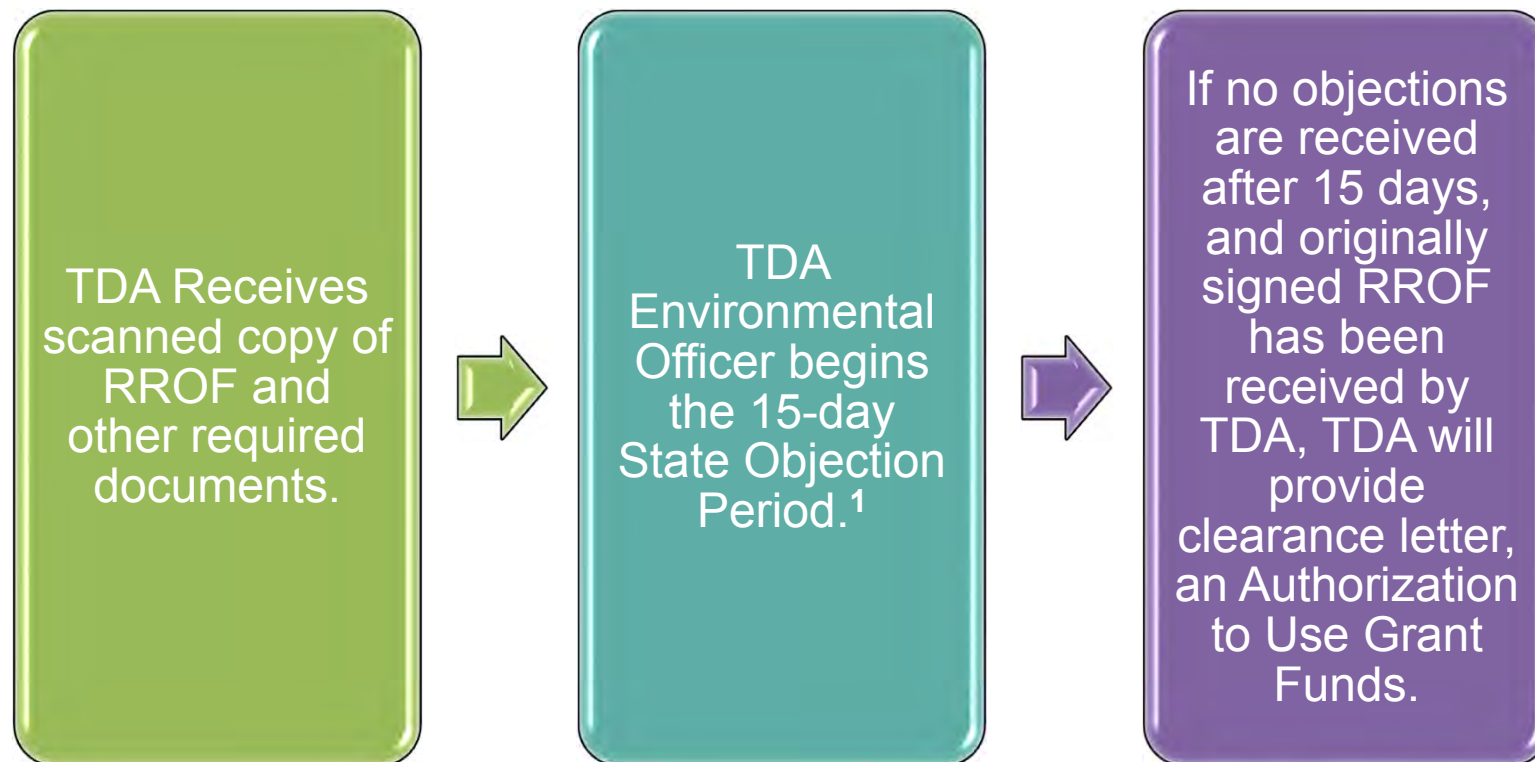 TDA Receives
scanned copy of
RROF and
other required
documents.
TDA
Environmental
Officer begins
the 15-day
State Objection
Period.¹
If no objections
are received
after 15 days,
and originally
signed RROF
has been
received by
TDA, TDA will
provide
clearance letter,
an Authorization
to Use Grant
Funds.